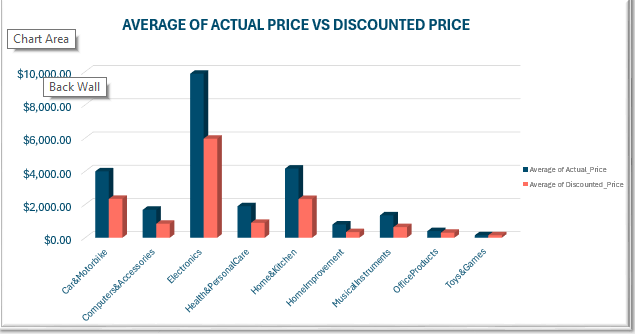 AVERAGE OF ACTUAL PRICE VS DISCOUNTED PRICE
Chart Area
$10,000.00
Back Wall
$8,000.00
$6,000.00
$4,000.00
$2,000.00
$0.00
Average of Actual_Price
Average of Discounted_Price
Car&Motorbike
Computers&Accessories
Electronics
Health&PersonalCare
Home&Kitchen
HomeImprovement
MusicalInstruments
OfficeProducts
Toys&Games